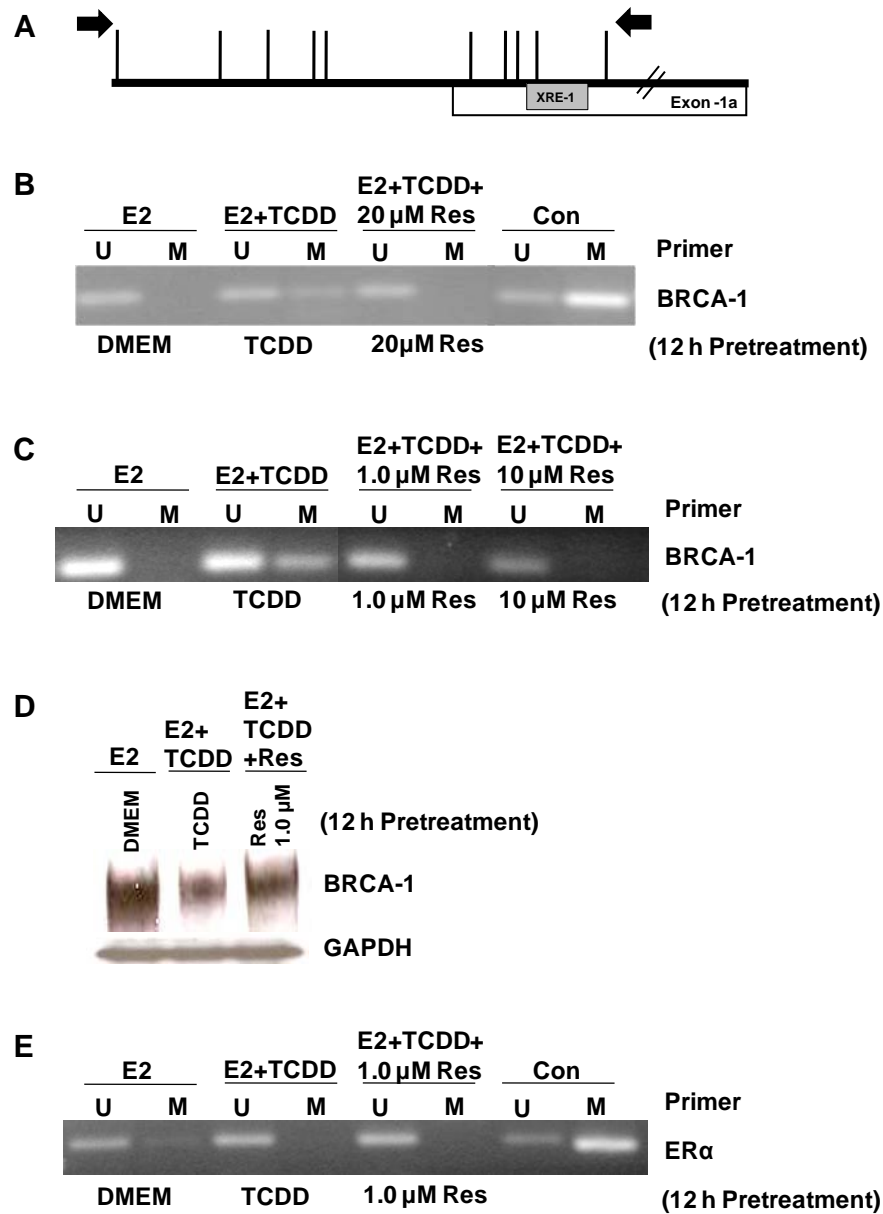 A
XRE-1
Exon -1a
B
E2 E2+TCDD E2+TCDD+ 20 µM Res Con
U M U M U M U M Primer
BRCA-1
DMEM TCDD 20µM Res (12 h Pretreatment)
C
E2 E2+TCDD E2+TCDD+ 1.0 µM Res E2+TCDD+ 10 µM Res
U M U M U M U M Primer
BRCA-1
DMEM TCDD 1.0 µM Res 10 µM Res (12 h Pretreatment)
D
E2 E2+ TCDD E2+ TCDD +Res
DMEM TCDD Res 1.0 µM (12 h Pretreatment)
BRCA-1
GAPDH
E
E2 E2+TCDD E2+TCDD+ 1.0 µM Res Con
U M U M U M U M Primer
ERα
DMEM TCDD 1.0 µM Res (12 h Pretreatment)